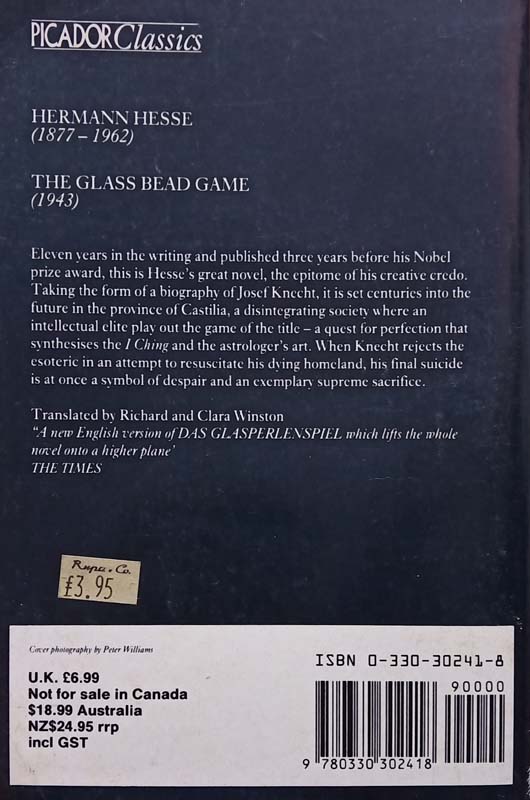 PICADOR Classics
HERMANN HESSE
(1877 – 1962)
THE GLASS BEAD GAME
(1943)
Eleven years in the writing and published three years before his Nobel
prize award, this is Hesse's great novel, the epitome of his creative credo.
Taking the form of a biography of Josef Knecht, it is set centuries into the
future in the province of Castilia, a disintegrating society where an
intellectual elite play out the game of the title – a quest for perfection that
synthesises the I Ching and the astrologer's art. When Knecht rejects the
esoteric in an attempt to resuscitate his dying homeland, his final suicide
is at once a symbol of despair and an exemplary supreme sacrifice.
Translated by Richard and Clara Winston
“A new English version of DAS GLASPERLENSPIEL which lifts the whole
novel onto a higher plane’
THE TIMES
Rupa . Co.
£3.95
Cover photography by Peter Williams
U.K. £6.99
Not for sale in Canada
$18.99 Australia
NZ$24.95 rrp
incl GST
ISBN 0-330-30241-8
90000
9 780330 302418